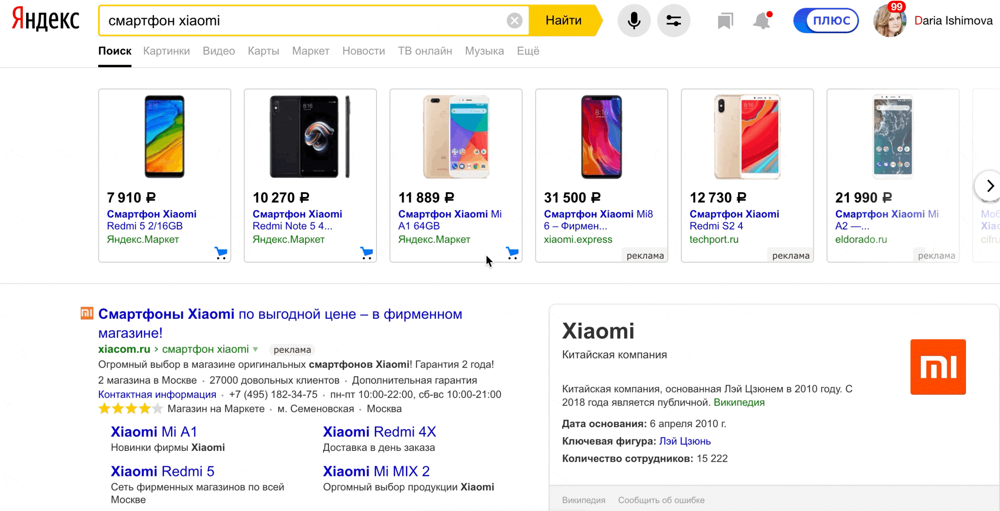 Яндекс
смартфон xiaomi
Найти
ПЛЮС
99
Daria Ishimova
Поиск Картинки Видео Карты Маркет Новости ТВ онлайн Музыка Ещё
7 910 ₽
Смартфон Xiaomi
Redmi 5 2/16GB
Яндекс.Маркет
8:16
10 270 ₽
Смартфон Xiaomi
Redmi Note 5 4...
Яндекс.Маркет
11 889 ₽
Смартфон Xiaomi Mi
A1 64GB
Яндекс.Маркет
8:16
31 500 ₽
Смартфон Xiaomi Mi8
6 – Фирмен...
xiaomi.express
реклама
8:16
12 730 ₽
Смартфон Xiaomi
Redmi S2 4
techport.ru
реклама
21 990 ₽
Смартфон Xiaomi Mi
A2 —...
eldorado.ru
реклама
Смартфоны Xiaomi по выгодной цене – в фирменном
магазине!
xiacom.ru › смартфон xiaomi реклама
Огромный выбор в магазине оригинальных смартфонов Xiaomi! Гарантия 2 года!
2 магазина в Москве · 27000 довольных клиентов · Дополнительная гарантия
Контактная информация · +7 (495) 182-34-75 · пн-пт 10:00-22:00, сб-вс 10:00-21:00
Магазин на Маркете · м. Семеновская · Москва
Xiaomi Mi A1
Новинки фирмы Xiaomi
Xiaomi Redmi 4X
Доставка в день заказа
Xiaomi Redmi 5
Сеть фирменных магазинов по всей
Москве
Xiaomi Mi MIX 2
Оргомный выбор продукции Xiaomi
Xiaomi
Китайская компания
mi
Китайская компания, основанная Лэй Цзюнем в 2010 году. С
2018 года является публичной. Википедия
Дата основания: 6 апреля 2010 г.
Ключевая фигура: Лэй Цзюнь
Количество сотрудников: 15 222
Википедия Сообщить об ошибке